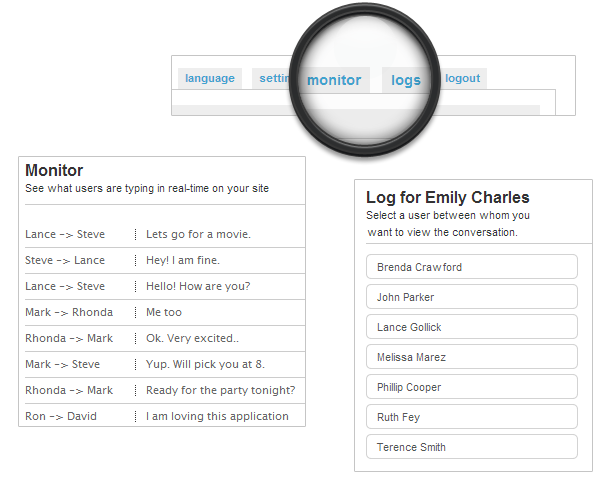 language settin monitor logs logout
Monitor
See what users are typing in real-time on your site
Lance -> Steve Lets go for a movie.
Steve -> Lance Hey! I am fine.
Lance -> Steve Hello! How are you?
Mark -> Rhonda Me too
Rhonda -> Mark Ok. Very excited..
Mark -> Steve Yup. Will pick you at 8.
Rhonda -> Mark Ready for the party tonight?
Ron -> David I am loving this application
Log for Emily Charles
Select a user between whom you
want to view the conversation.
Brenda Crawford
John Parker
Lance Gollick
Melissa Marez
Phillip Cooper
Ruth Fey
Terence Smith